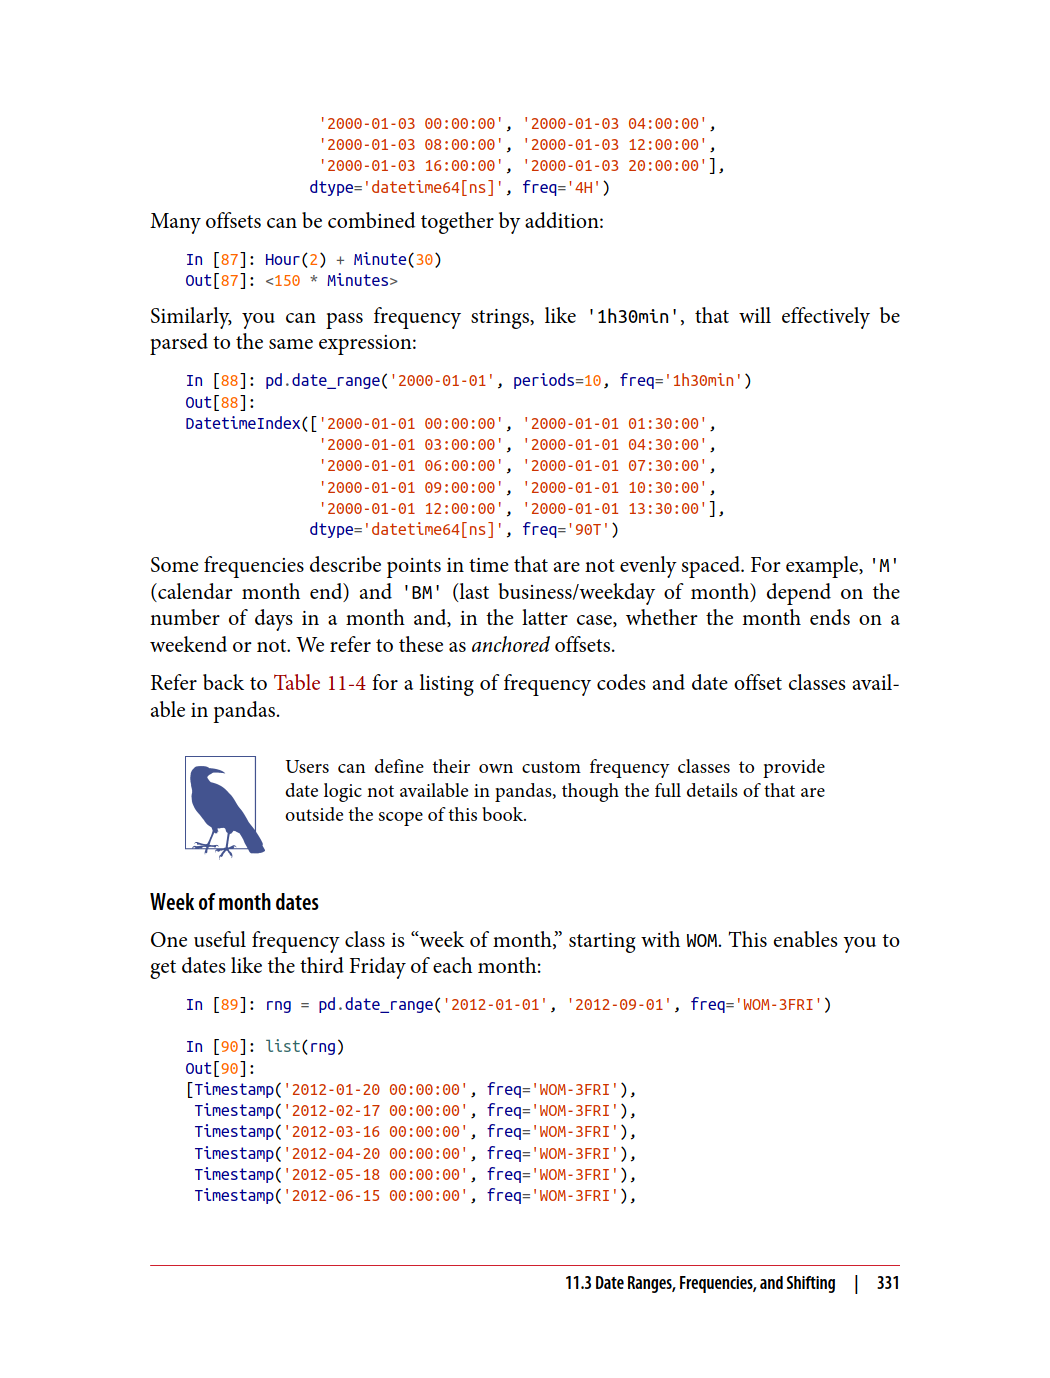 '2000-01-03 00:00:00', '2000-01-03 04:00:00',
'2000-01-03 08:00:00', '2000-01-03 12:00:00',
'2000-01-03 16:00:00', '2000-01-03 20:00:00'],
dtype='datetime64[ns]', freq='4H')
Many offsets can be combined together by addition:
In [87]: Hour(2) + Minute(30)
Out[87]: <150 * Minutes>
Similarly, you can pass frequency strings, like '1h30min', that will effectively be
parsed to the same expression:
In [88]: pd.date_range('2000-01-01', periods=10, freq='1h30min')
Out[88]:
DatetimeIndex(['2000-01-01 00:00:00', '2000-01-01 01:30:00',
'2000-01-01 03:00:00', '2000-01-01 04:30:00',
'2000-01-01 06:00:00', '2000-01-01 07:30:00',
'2000-01-01 09:00:00', '2000-01-01 10:30:00',
'2000-01-01 12:00:00', '2000-01-01 13:30:00'],
dtype='datetime64[ns]', freq='90T')
Some frequencies describe points in time that are not evenly spaced. For example, 'M'
(calendar month end) and 'BM' (last business/weekday of month) depend on the
number of days in a month and, in the latter case, whether the month ends on a
weekend or not. We refer to these as anchored offsets.
Refer back to Table 11-4 for a listing of frequency codes and date offset classes avail-
able in pandas.
Users can define their own custom frequency classes to provide
date logic not available in pandas, though the full details of that are
outside the scope of this book.
Week of month dates
One useful frequency class is “week of month,” starting with WOM. This enables you to
get dates like the third Friday of each month:
In [89]: rng = pd.date_range('2012-01-01', '2012-09-01', freq='WOM-3FRI')
In [90]: list(rng)
Out[90]:
[Timestamp('2012-01-20 00:00:00', freq='WOM-3FRI'),
Timestamp('2012-02-17 00:00:00', freq='WOM-3FRI'),
Timestamp('2012-03-16 00:00:00', freq='WOM-3FRI'),
Timestamp('2012-04-20 00:00:00', freq='WOM-3FRI'),
Timestamp('2012-05-18 00:00:00', freq='WOM-3FRI'),
Timestamp('2012-06-15 00:00:00', freq='WOM-3FRI'),
11.3 Date Ranges, Frequencies, and Shifting | 331